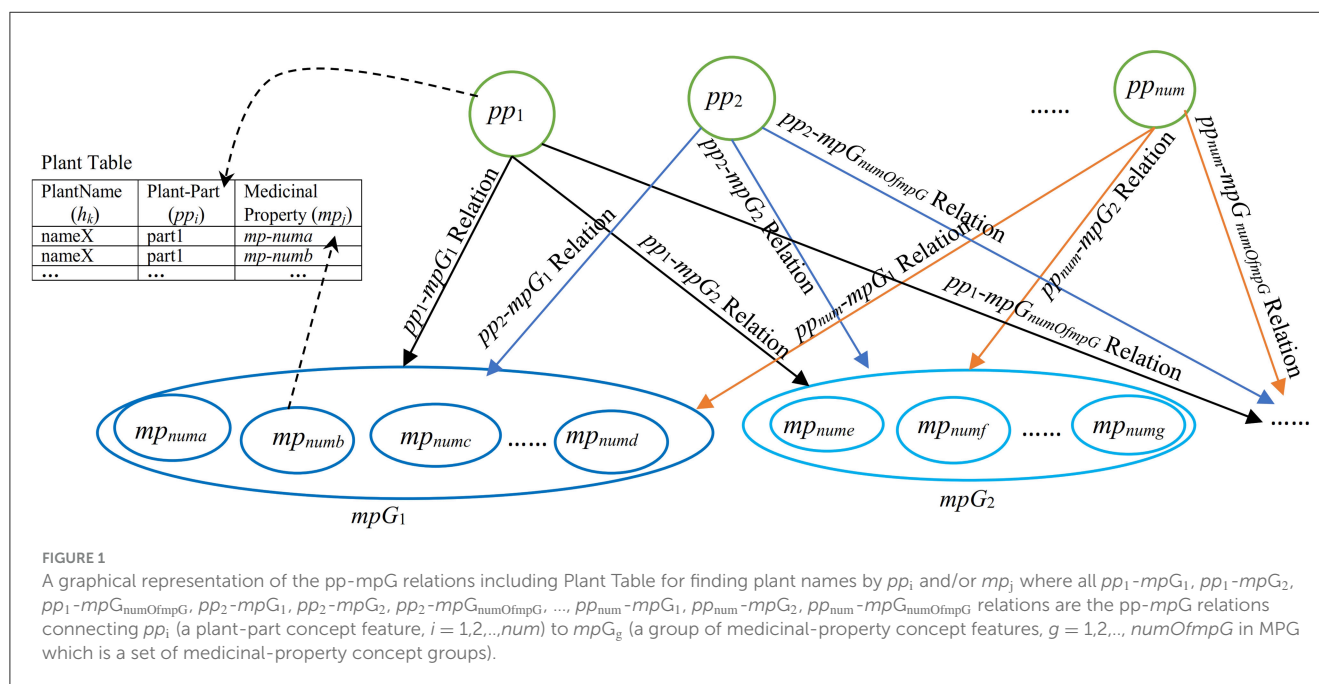 pp1
pp2
ppnum
......
Plant Table
PlantName (hk) Plant-Part (ppi) Medicinal Property (mpj)
nameX part1 mp-numa
nameX part1 mp-numb
... ... ...
pp1-mpG1 Relation
pp2-mpG1 Relation
pp1-mpG2 Relation
pp2-mpG2 Relation
pp2-mpGnumOfmpG Relation
ppnum-mpG1 Relation
pp1-mpGnumOfmpG Relation
ppnum-mpG2 Relation
ppnum-mpG numOfmpG Relation
mpnuma
mpnumb
mpnumc
......
mpnumd
mpnume
mpnumf
......
mpnumg
......
mpG1
mpG2
FIGURE 1
A graphical representation of the pp-mpG relations including Plant Table for finding plant names by ppi and/or mpj where all pp1-mpG1, pp1-mpG2,
pp1-mpGnumOfmpG, pp2-mpG1, pp2-mpG2, pp2-mpGnumOfmpG, ..., ppnum-mpG1, ppnum-mpG2, ppnum-mpGnumOfmpG relations are the pp-mpG relations
connecting ppi (a plant-part concept feature, i = 1,2,..,num) to mpGg (a group of medicinal-property concept features, g = 1,2,.., numOfmpG in MPG
which is a set of medicinal-property concept groups).